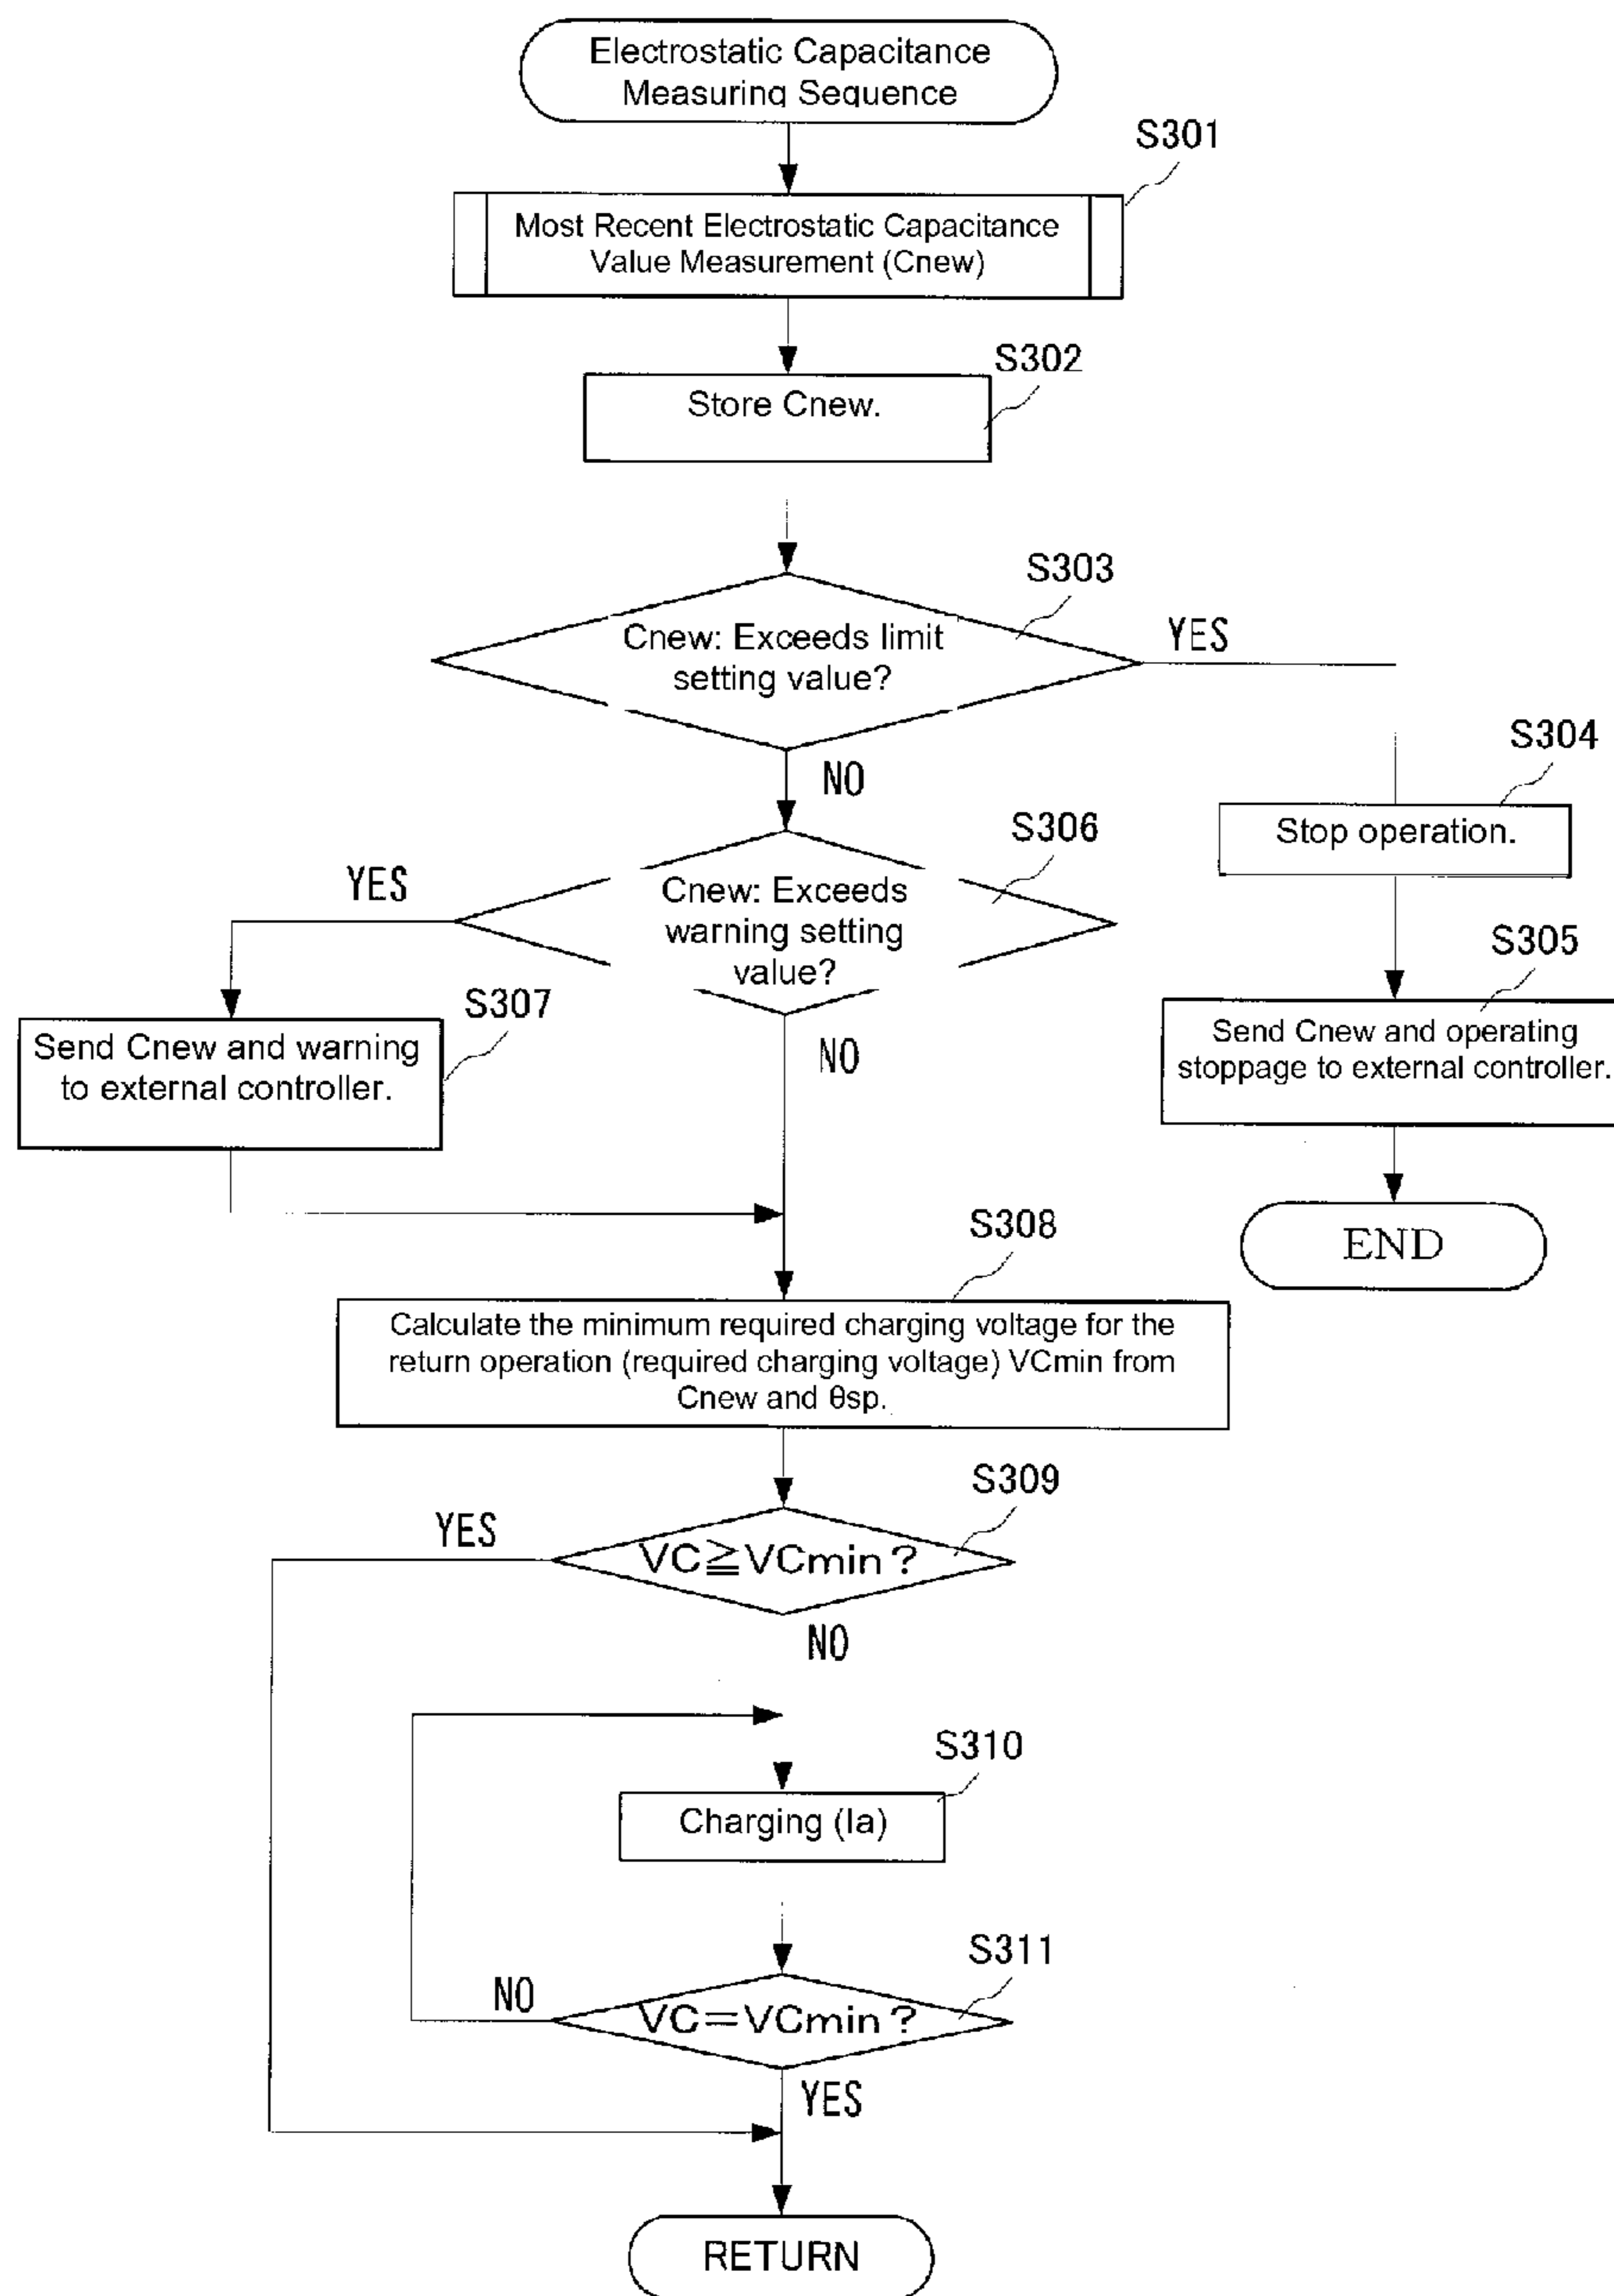 Electrostatic Capacitance
Measuring Sequence
S301
Most Recent Electrostatic Capacitance
Value Measurement (Cnew)
S302
Store Cnew.
S303
Cnew: Exceeds limit
setting value?
YES
NO
S304
Stop operation.
S306
Cnew: Exceeds
warning setting
value?
YES
NO
S305
Send Cnew and operating
stoppage to external controller.
S307
Send Cnew and warning
to external controller.
END
S308
Calculate the minimum required charging voltage for the
return operation (required charging voltage) VCmin from
Cnew and θsp.
S309
YES
VC≧VCmin?
NO
S310
Charging (Ia)
S311
NO
VC=VCmin?
YES
RETURN